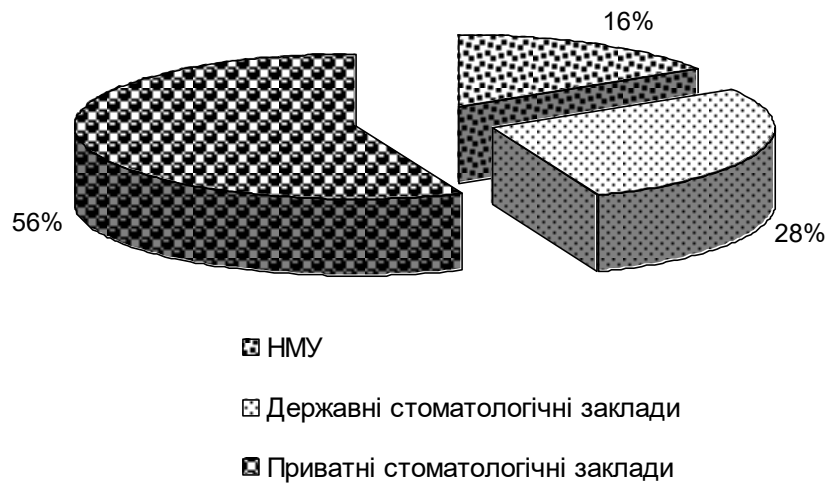 16%
56%
28%
НМУ
Державні стоматологічні заклади
Приватні стоматологічні заклади